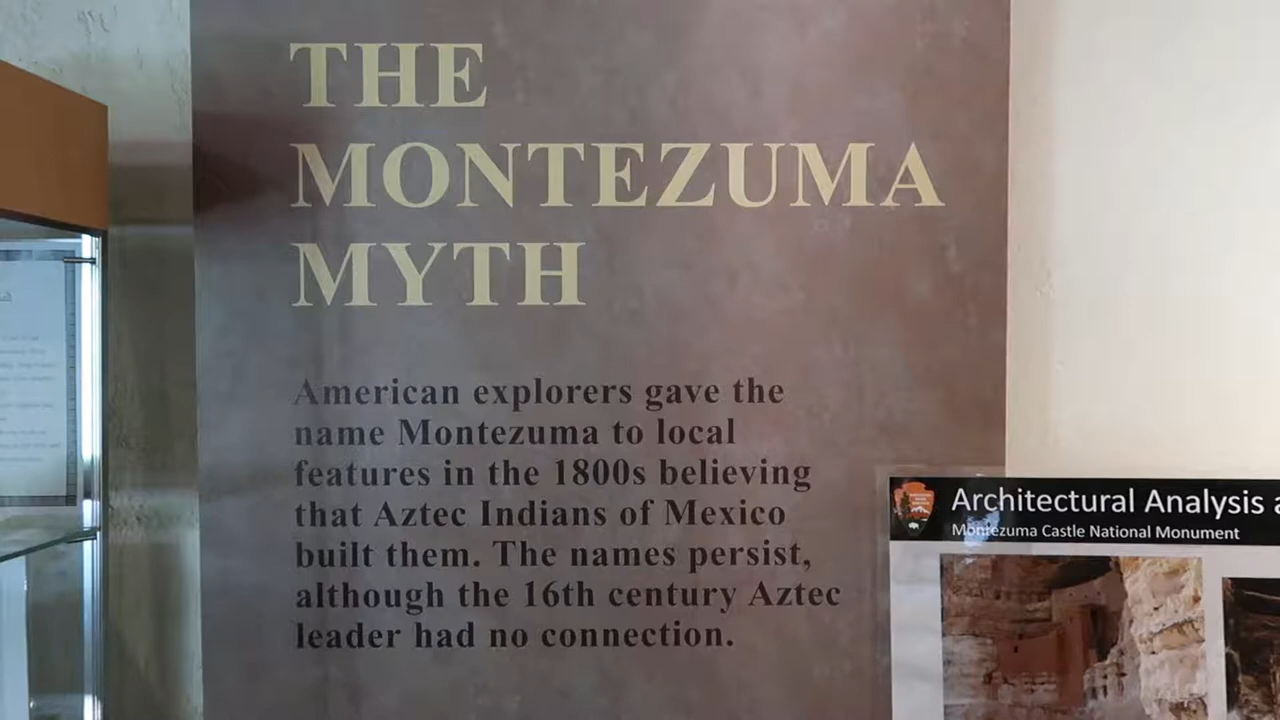 THE
MONTEZUMA
MYTH
American explorers gave the
name Montezuma to local
features in the 1800s believing
that Aztec Indians of Mexico
built them. The names persist,
although the 16th century Aztec
leader had no connection.
Architectural Analysis
Montezuma Castle National Monument